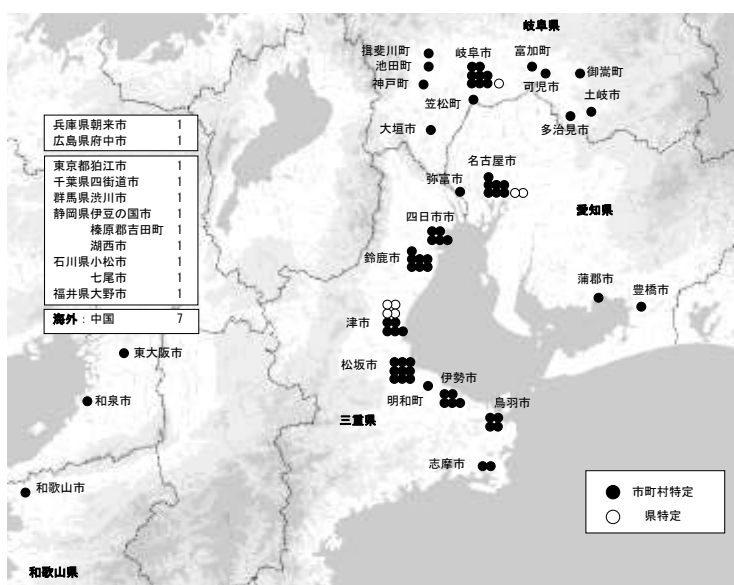 岐阜県
揖斐川町
岐阜市
富加町
池田町
御嵩町
神戸町
可児市
土岐市
笠松町
多治見市
大垣市
兵庫県朝来市 1
広島県府中市 1
東京都狛江市 1
千葉県四街道市 1
群馬県渋川市 1
静岡県伊豆の国市 1
榛原郡吉田町 1
湖西市 1
石川県小松市 1
七尾市 1
福井県大野市 1
海外：中国 7
名古屋市
弥富市
愛知県
四日市市
鈴鹿市
蒲郡市
豊橋市
津市
東大阪市
松坂市
伊勢市
和泉市
明和町
鳥羽市
三重県
志摩市
和歌山市
市町村特定
県特定
和歌山県